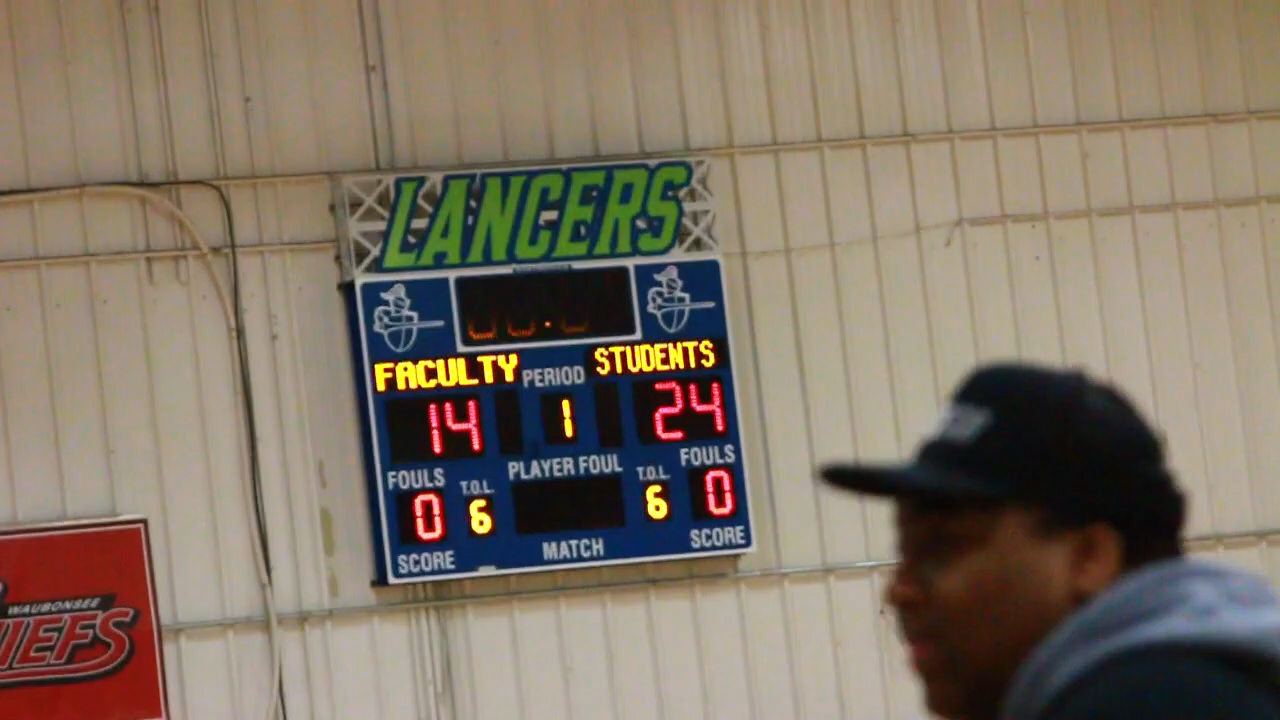 LANCERS
FACULTY
STUDENTS
PERIOD
14
1
24
FOULS
PLAYER FOUL
FOULS
T.O.L.
T.O.L.
0
6
6
0
SCORE
MATCH
SCORE
WAUBONSEE